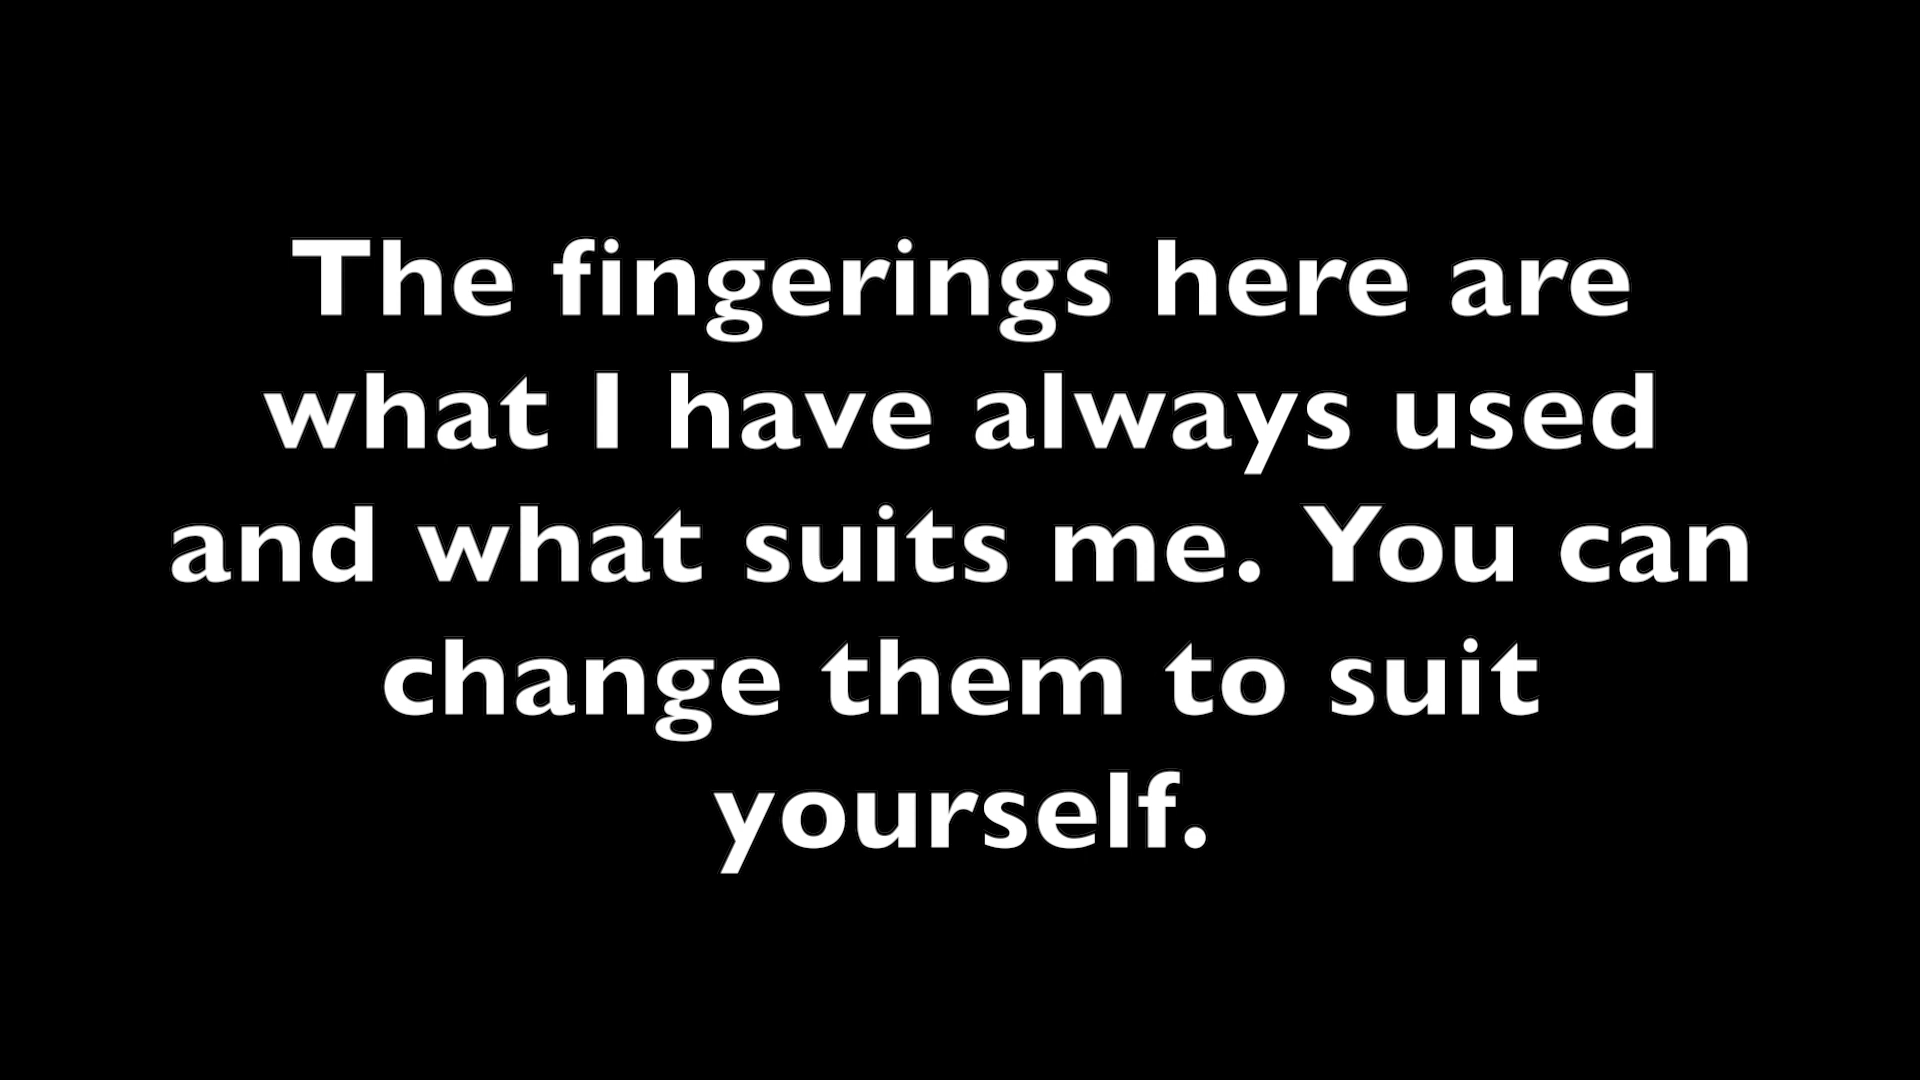 The fingerings here are
what I have always used
and what suits me. You can
change them to suit
yourself.